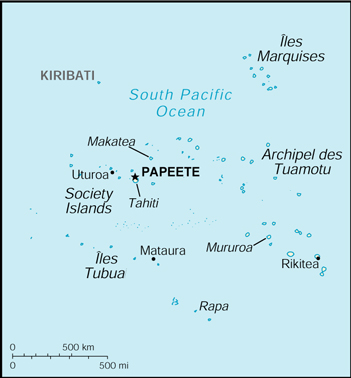 Îles
Marquises
KIRIBATI
South Pacific
Ocean
Makatea
Archipel des
Tuamotu
Uturoa
PAPEETE
Society
Islands
Tahiti
Îles
Tubua
Mataura
Mururoa
Rikitea
Rapa
0 500 km
0 500 mi